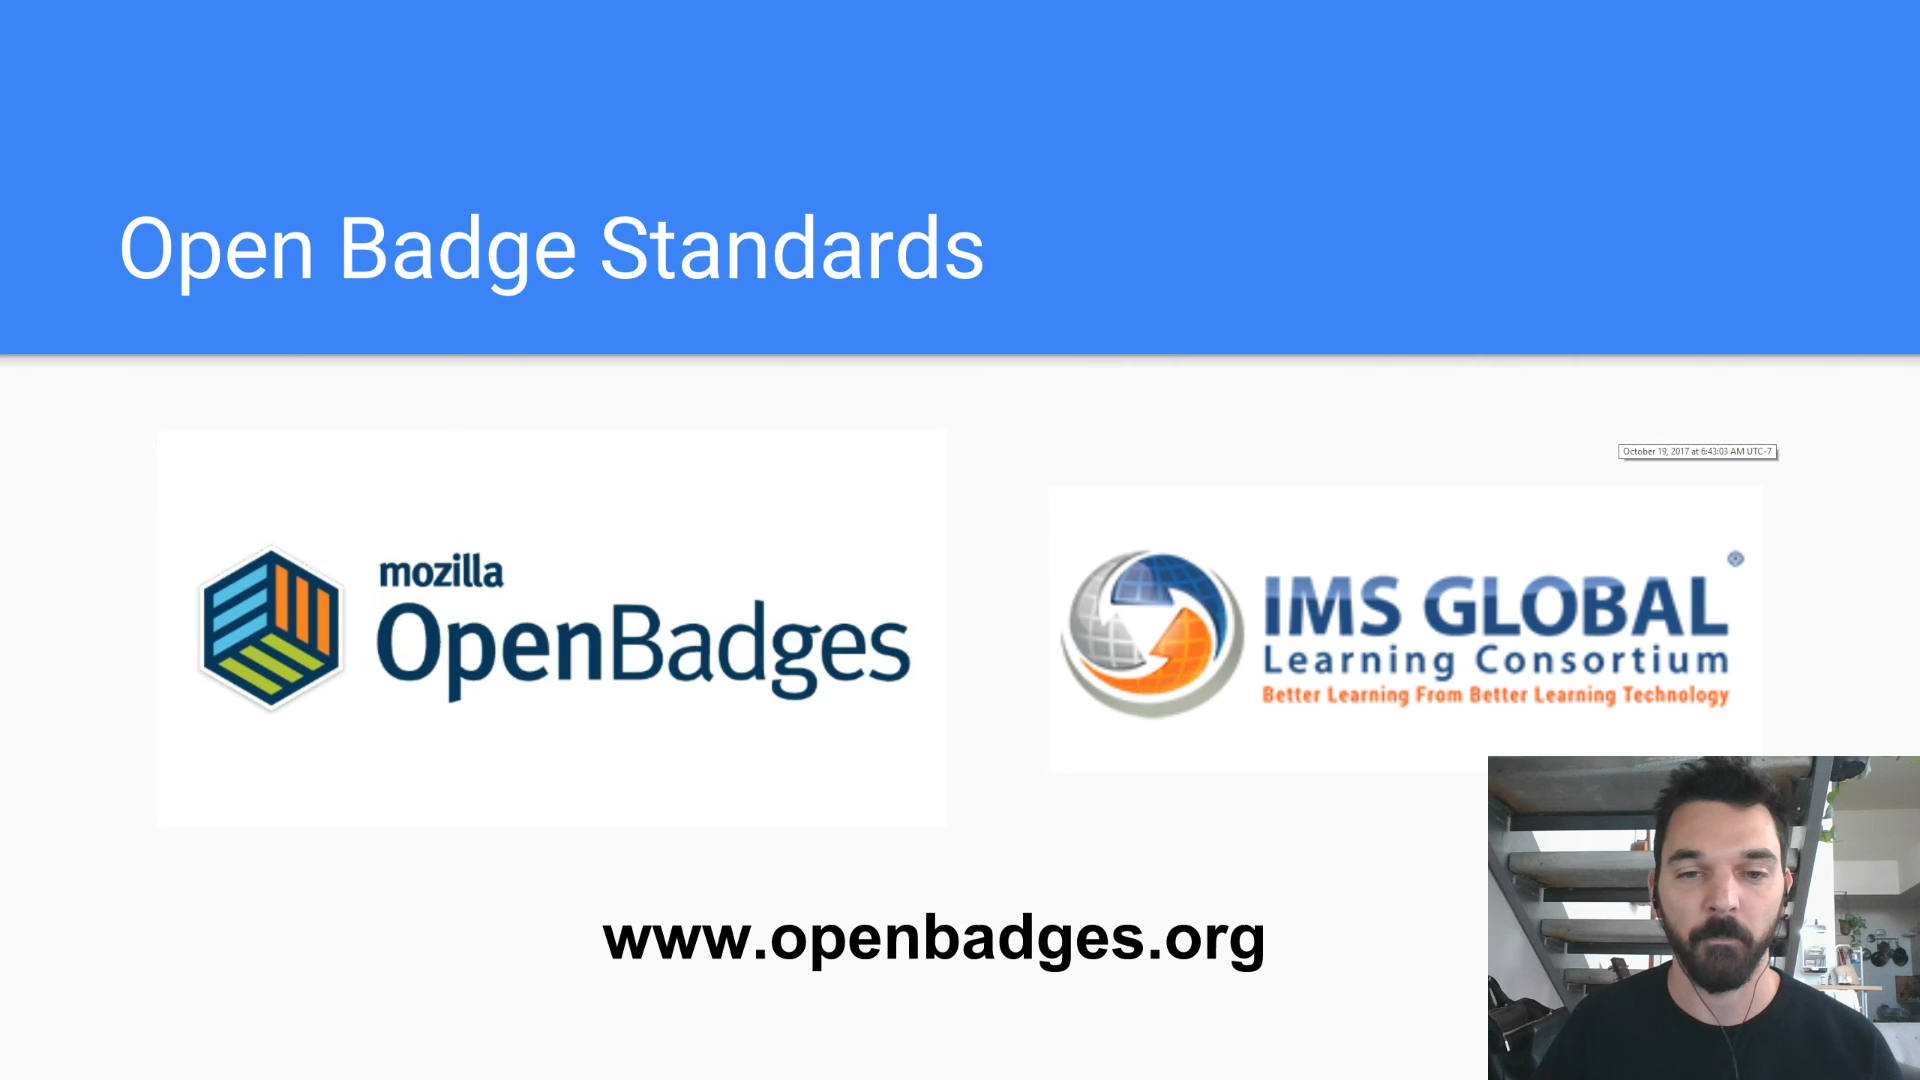 Open Badge Standards
October 19, 2017 at 6:43:03 AM UTC-7
mozilla
OpenBadges
IMS GLOBAL
Learning Consortium
Better Learning From Better Learning Technology
www.openbadges.org